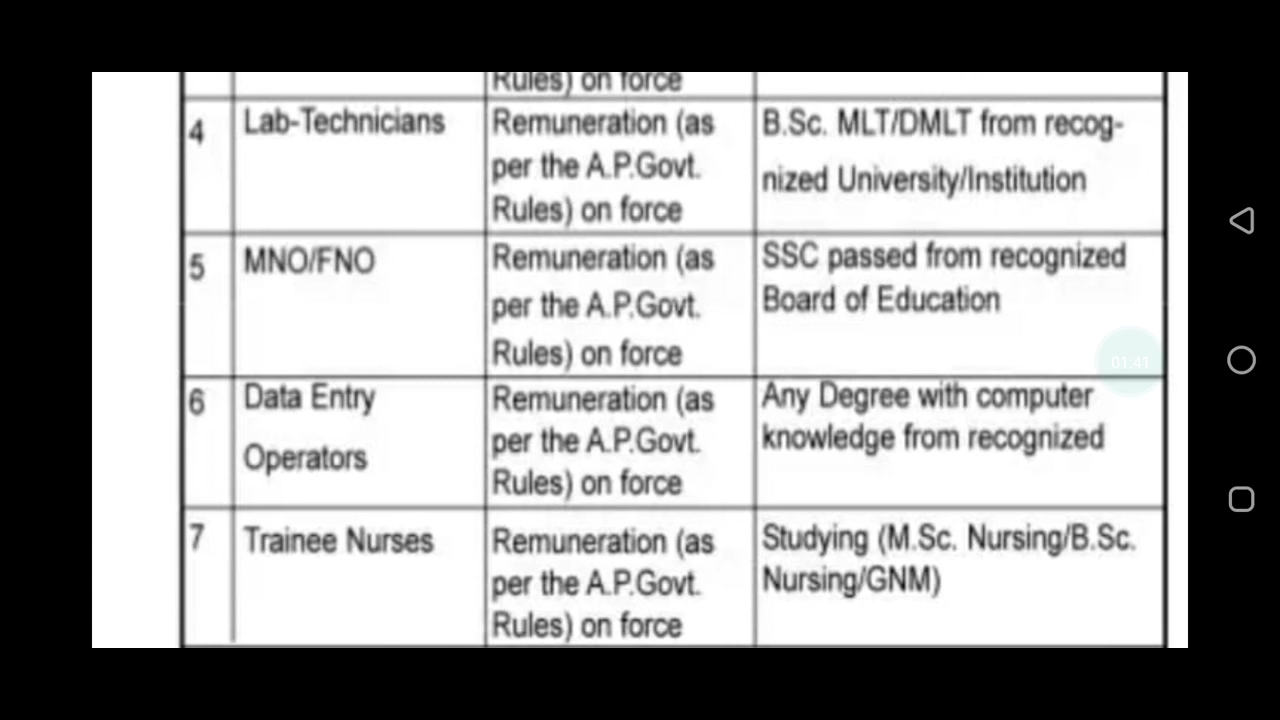 Rules) on force
4 Lab-Technicians Remuneration (as B.Sc. MLT/DMLT from recog-
per the A.P.Govt. nized University/Institution
Rules) on force
5 MNO/FNO Remuneration (as SSC passed from recognized
per the A.P.Govt. Board of Education
Rules) on force
01:41
6 Data Entry Remuneration (as Any Degree with computer
Operators per the A.P.Govt. knowledge from recognized
Rules) on force
7 Trainee Nurses Remuneration (as Studying (M.Sc. Nursing/B.Sc.
per the A.P.Govt. Nursing/GNM)
Rules) on force